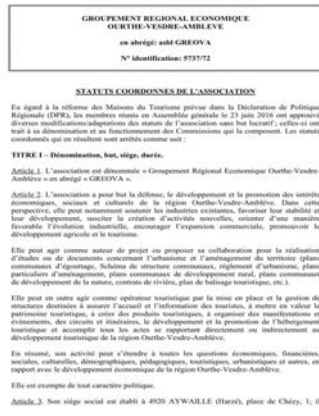 GROUPEMENT REGIONAL ECONOMIQUE
OURTHE-VESDRE-AMBLEVE
en abrégé: asbl GREOVA
N° identification: 5737/72
STATUTS COORDONNES DE L'ASSOCIATION
Eu égard à la réforme des Maisons du Tourisme prévue dans la Déclaration de Politique
Régionale (DPR), les membres réunis en Assemblée générale le 23 juin 2016 ont approuvé
diverses modifications/adaptations des statuts de l'association sans but lucratif ; celles-ci ont
trait à sa dénomination et au fonctionnement des Commissions qui la composent. Les statuts
coordonnés qui en résultent sont arrêtés comme suit :
TITRE I – Dénomination, but, siège, durée.
Article 1. L'association est dénommée « Groupement Régional Economique Ourthe-Vesdre-
Amblève » en abrégé « GREOVA ».
Article 2. L'association a pour but la défense, le développement et la promotion des intérêts
économiques, sociaux et culturels de la région Ourthe-Vesdre-Amblève. Dans cette
perspective, elle peut notamment soutenir les industries existantes, favoriser leur stabilité et
leur développement, susciter la création d'activités nouvelles, orienter d'une manière
favorable l'évolution industrielle, encourager l'expansion commerciale, promouvoir le
développement agricole et le tourisme.
Elle peut agir comme auteur de projet ou proposer sa collaboration pour la réalisation
d'études ou de documents concernant l'urbanisme et l'aménagement du territoire (plans
communaux d'égouttage, Schéma de structure communaux, règlement d'urbanisme, plans
particuliers d'aménagement, plans communaux de développement rural, plans communaux
de développement de la nature, contrats de rivière, plan de balisage touristique, etc.).
Elle peut en outre agir comme opérateur touristique par la mise en place et la gestion de
structures destinées à assurer l'accueil et l'information des touristes, à mettre en valeur le
patrimoine touristique, à créer des produits touristiques, à organiser des manifestations et
évènements, des circuits et itinéraires, le développement et la promotion de l'hébergement
touristique et accomplir tous les actes se rapportant directement ou indirectement au
développement touristique de la région Ourthe-Vesdre-Amblève.
En résumé, son activité peut s'étendre à toutes les questions économiques, financières,
sociales, culturelles, démographiques, pédagogiques, touristiques, urbanistiques et autres, en
rapport avec le développement économique de la région Ourthe-Vesdre-Amblève.
Elle est exempte de tout caractère politique.
Article 3. Son siège social est établi à 4920 AYWAILLE (Harzé), place de Chézy, 1; il